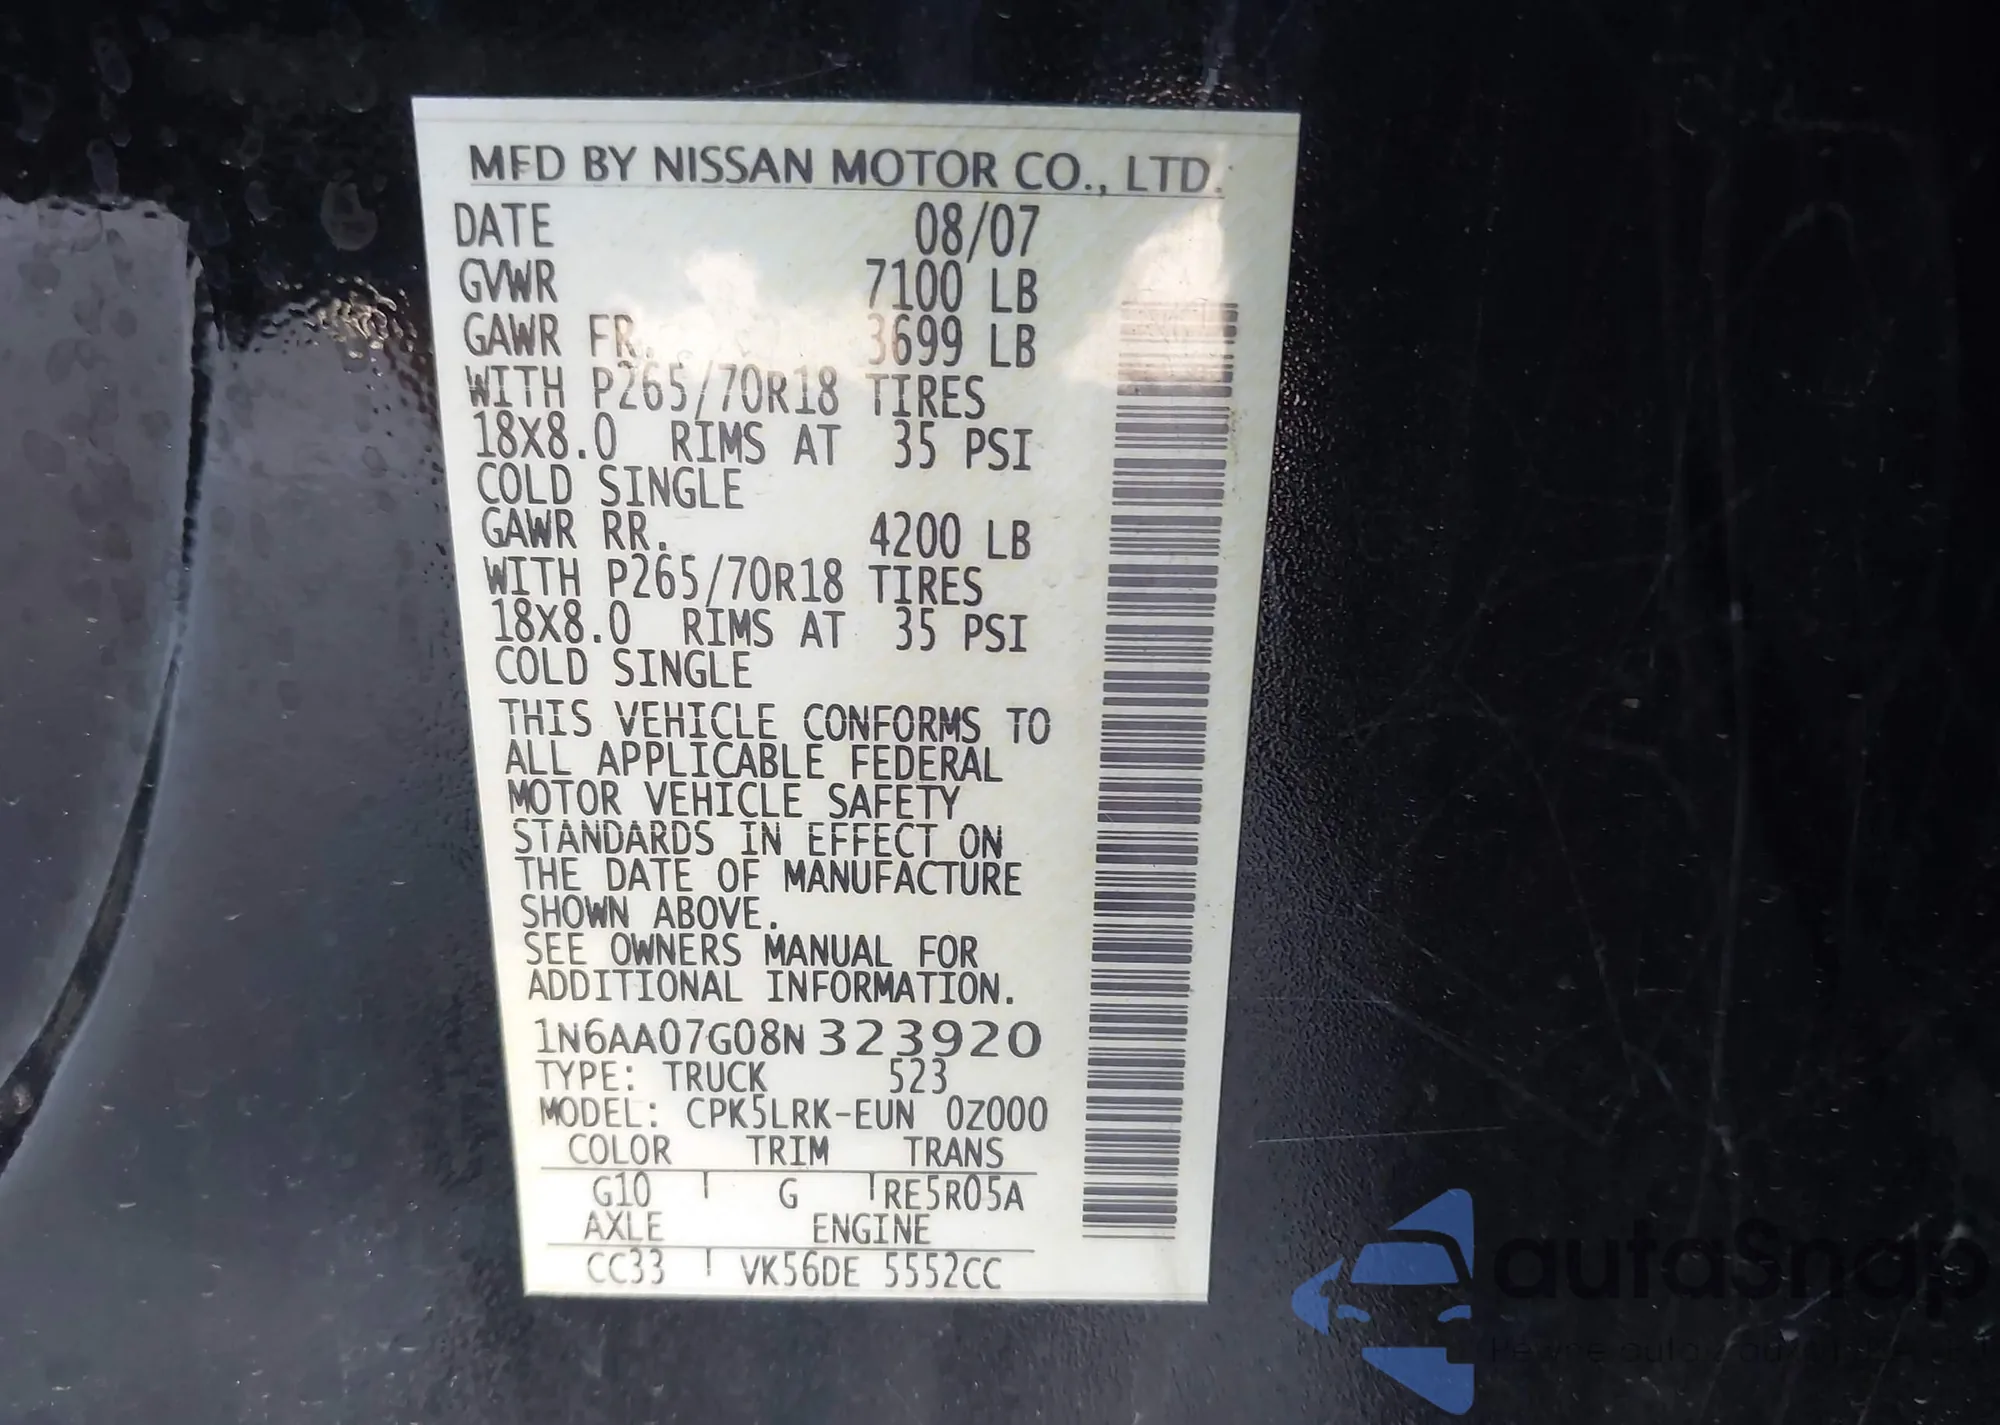 MFD BY NISSAN MOTOR CO., LTD.
DATE 08/07
GVWR 7100 LB
GAWR FR. 3699 LB
WITH P265/70R18 TIRES
18X8.0 RIMS AT 35 PSI
COLD SINGLE
GAWR RR. 4200 LB
WITH P265/70R18 TIRES
18X8.0 RIMS AT 35 PSI
COLD SINGLE
THIS VEHICLE CONFORMS TO
ALL APPLICABLE FEDERAL
MOTOR VEHICLE SAFETY
STANDARDS IN EFFECT ON
THE DATE OF MANUFACTURE
SHOWN ABOVE.
SEE OWNERS MANUAL FOR
ADDITIONAL INFORMATION.
1N6AA07G08N323920
TYPE: TRUCK 523
MODEL: CPK5LRK-EUN 0Z000
COLOR TRIM TRANS
G10 G RE5R05A
AXLE ENGINE
CC33 VK56DE 5552CC
autaSnap